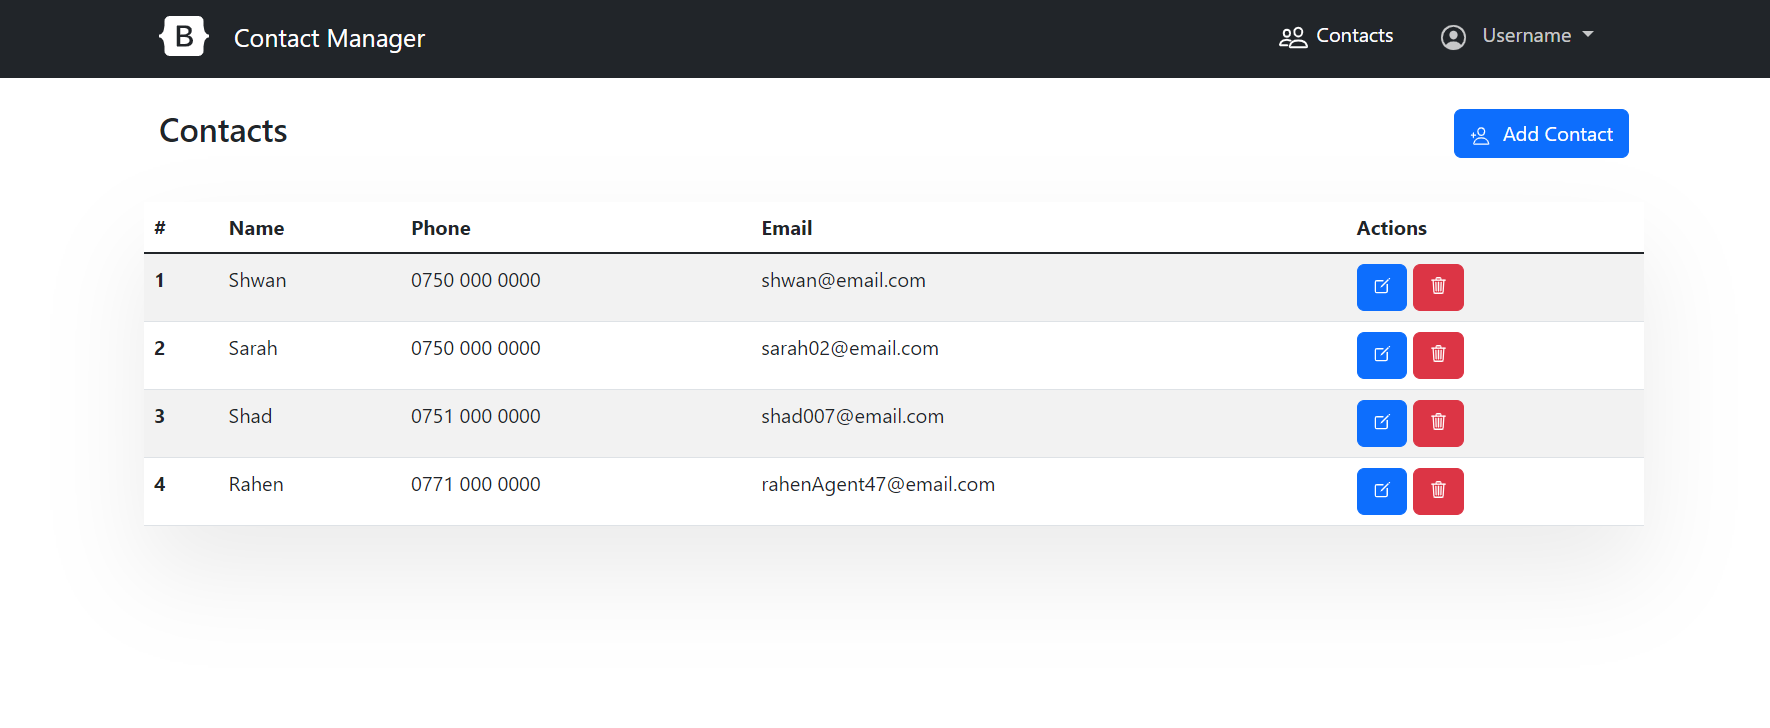 B Contact Manager Contacts Username
Contacts Add Contact
# Name Phone Email Actions
1 Shwan 0750 000 0000 shwan@email.com
2 Sarah 0750 000 0000 sarah02@email.com
3 Shad 0751 000 0000 shad007@email.com
4 Rahen 0771 000 0000 rahenAgent47@email.com